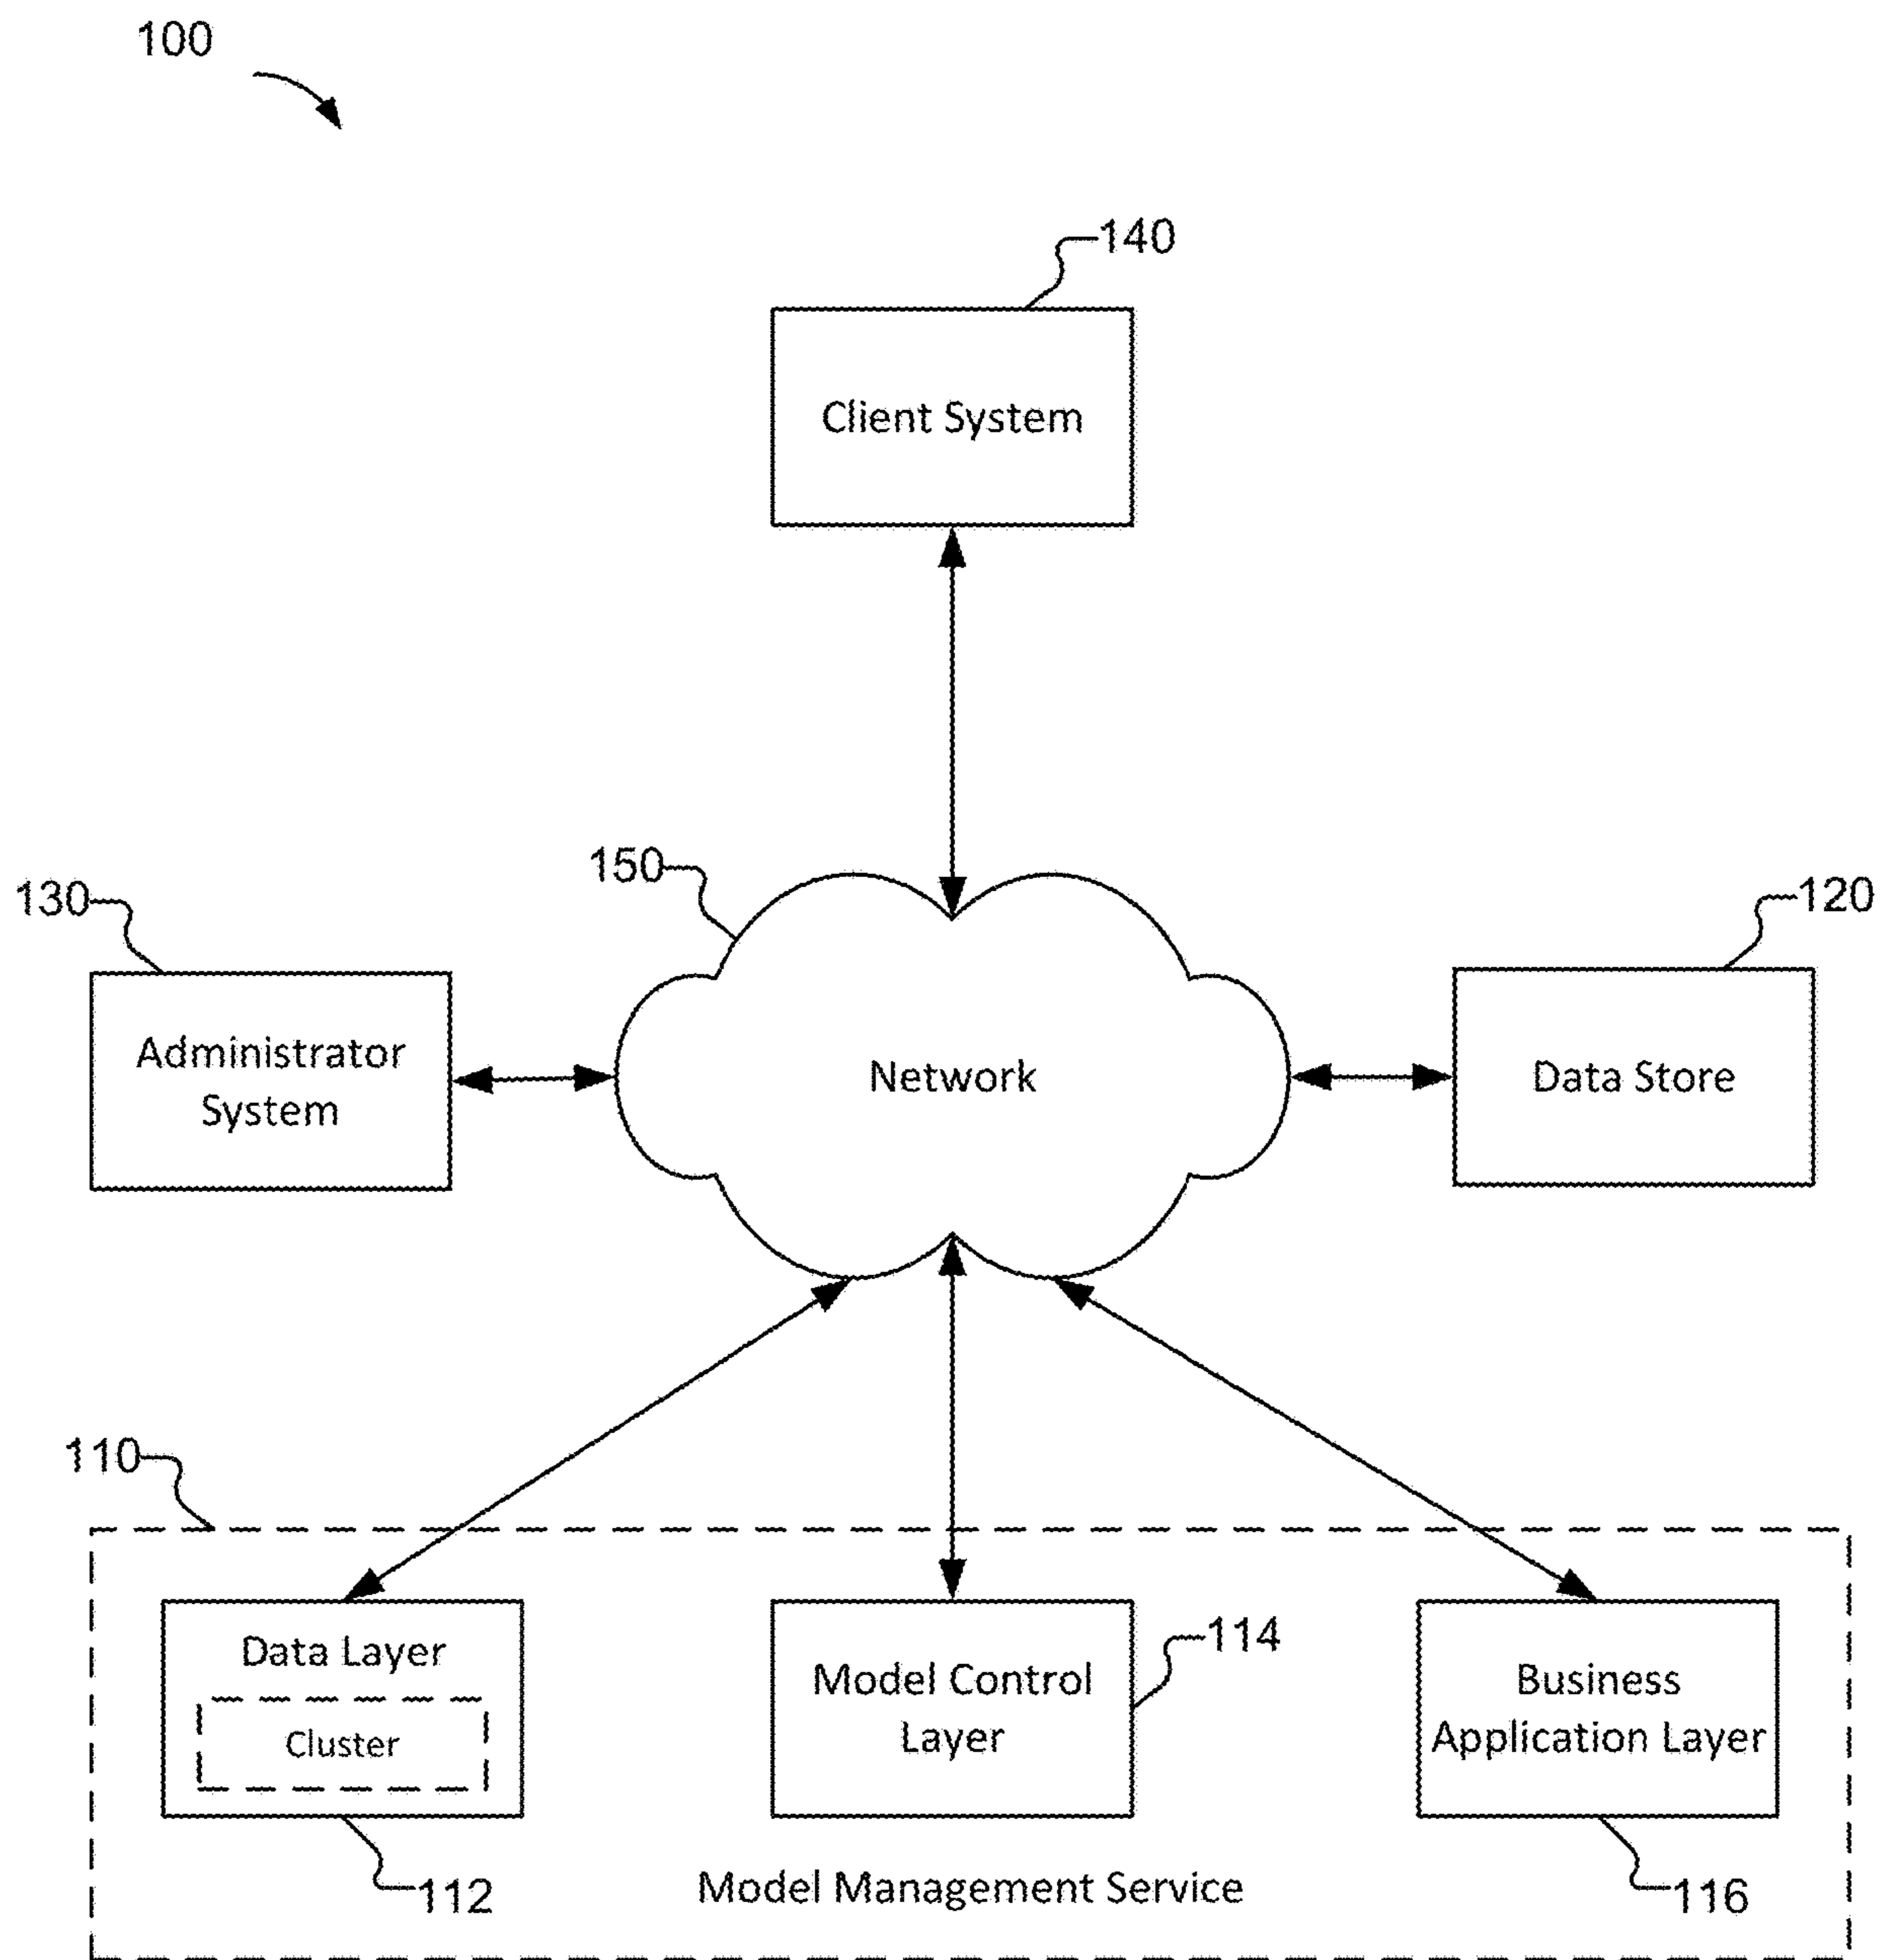 100
140
Client System
150
130
120
Administrator
System
Network
Data Store
110
Data Layer
Cluster
Model Control
Layer
114
Business
Application Layer
112
Model Management Service
116